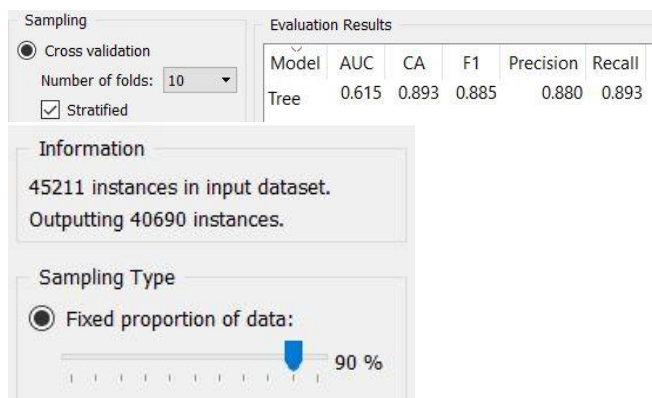 Sampling
Cross validation
Number of folds: 10
Stratified
Evaluation Results
Model AUC CA F1 Precision Recall
Tree 0.615 0.893 0.885 0.880 0.893
Information
45211 instances in input dataset.
Outputting 40690 instances.
Sampling Type
Fixed proportion of data:
90 %